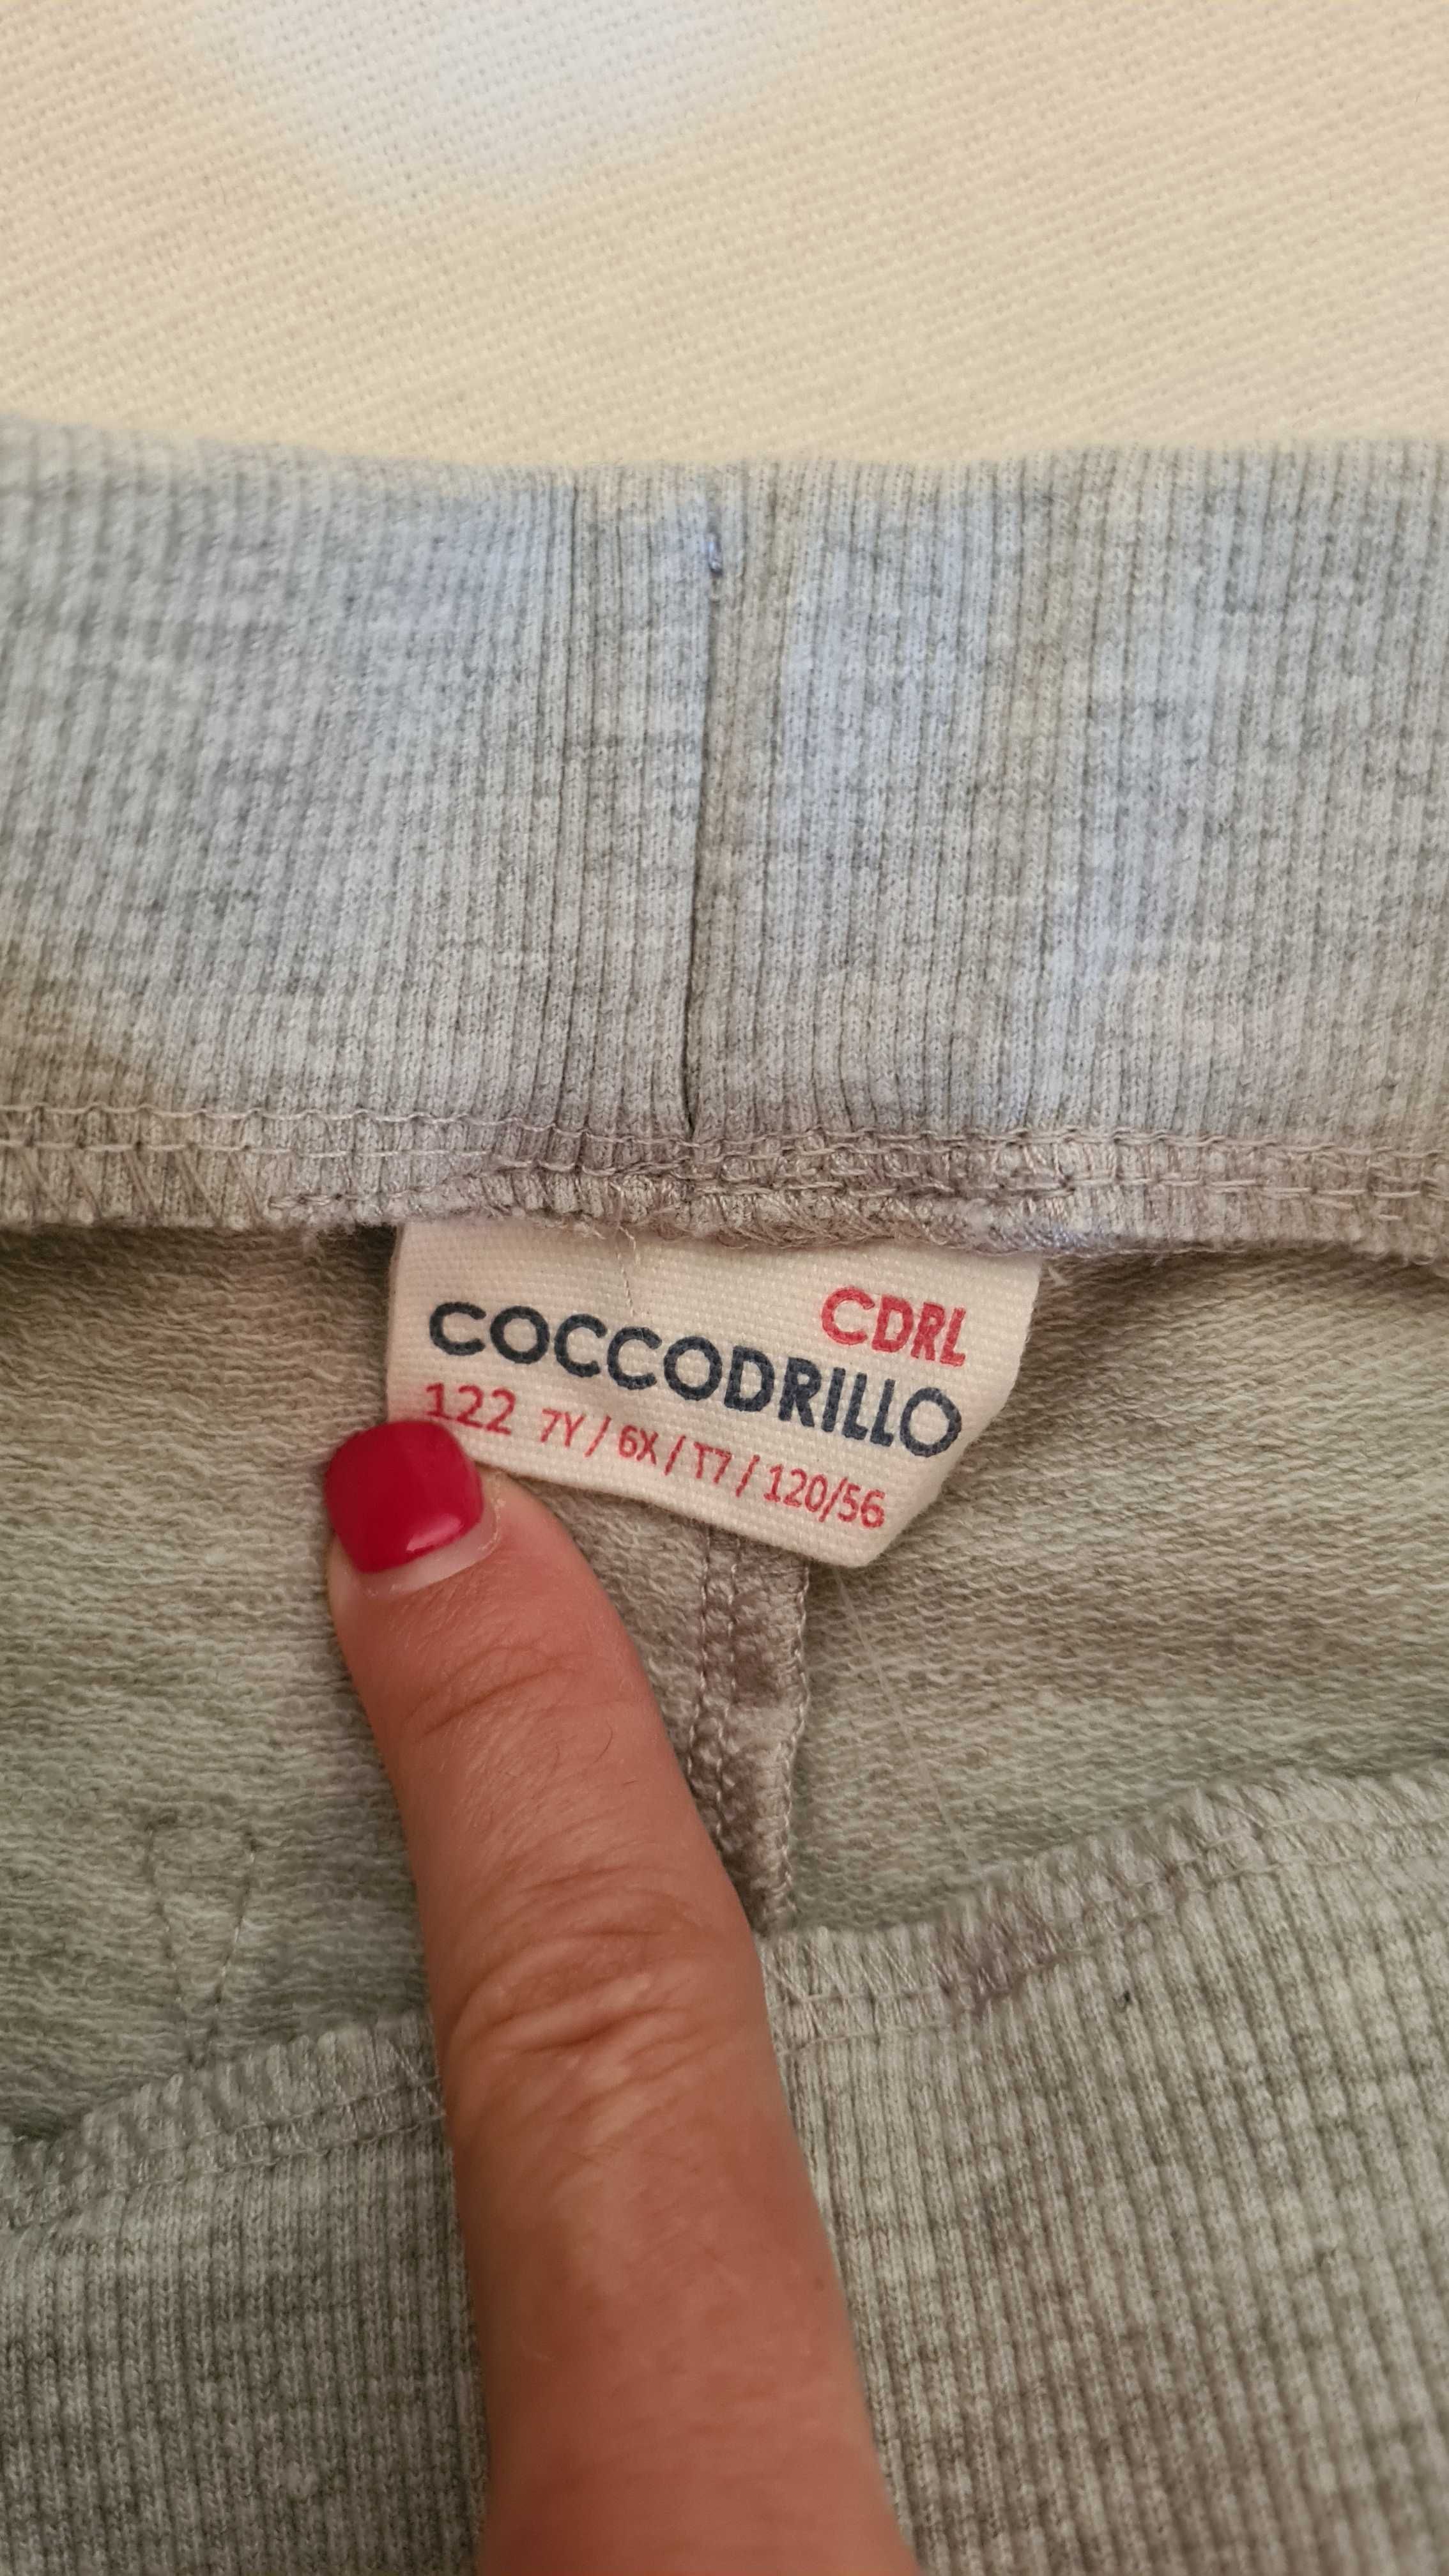 CDRL
COCCODRILLO
122 7Y / 6X / T7 / 120/56